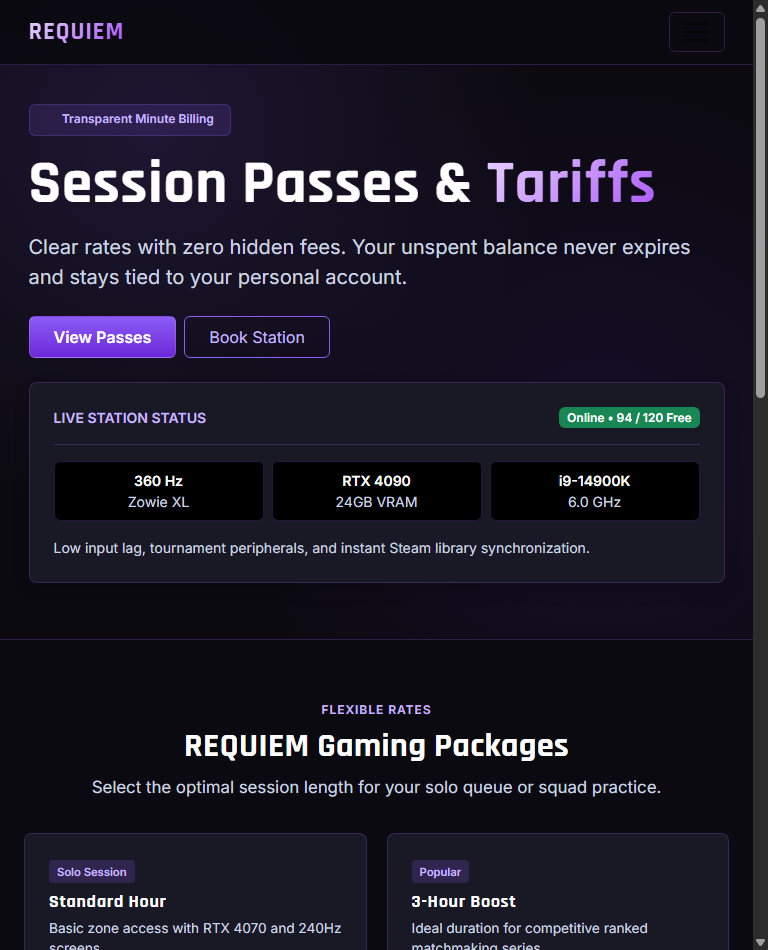 REQUIEM
Transparent Minute Billing
Session Passes & Tariffs
Clear rates with zero hidden fees. Your unspent balance never expires
and stays tied to your personal account.
View Passes
Book Station
LIVE STATION STATUS
Online • 94 / 120 Free
360 Hz
Zowie XL
RTX 4090
24GB VRAM
i9-14900K
6.0 GHz
Low input lag, tournament peripherals, and instant Steam library synchronization.
FLEXIBLE RATES
REQUIEM Gaming Packages
Select the optimal session length for your solo queue or squad practice.
Solo Session
Standard Hour
Basic zone access with RTX 4070 and 240Hz
screens
Popular
3-Hour Boost
Ideal duration for competitive ranked
matchmaking series